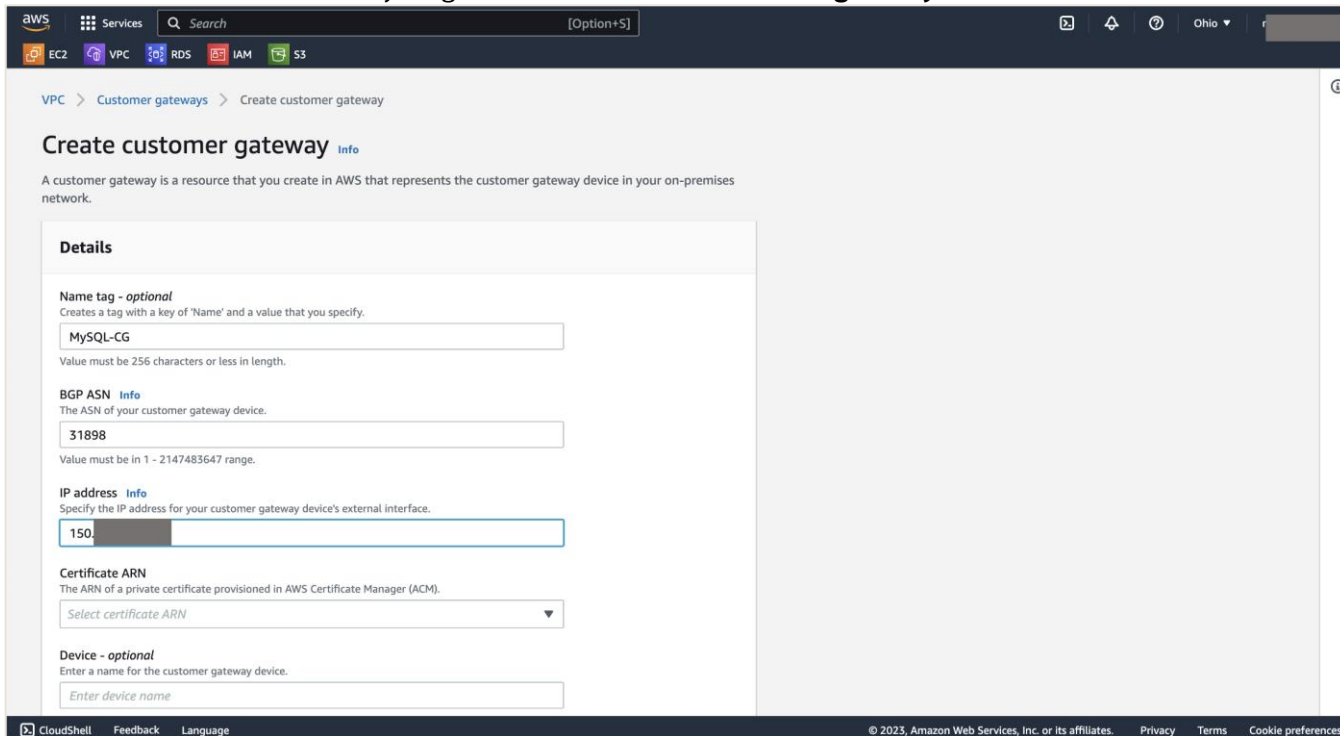 aws Services Search [Option+S] Ohio r
EC2 VPC RDS IAM S3
VPC > Customer gateways > Create customer gateway
Create customer gateway Info
A customer gateway is a resource that you create in AWS that represents the customer gateway device in your on-premises
network.
Details
Name tag - optional
Creates a tag with a key of 'Name' and a value that you specify.
MySQL-CG
Value must be 256 characters or less in length.
BGP ASN Info
The ASN of your customer gateway device.
31898
Value must be in 1 - 2147483647 range.
IP address Info
Specify the IP address for your customer gateway device's external interface.
150.
Certificate ARN
The ARN of a private certificate provisioned in AWS Certificate Manager (ACM).
Select certificate ARN
Device - optional
Enter a name for the customer gateway device.
Enter device name
CloudShell Feedback Language © 2023, Amazon Web Services, Inc. or its affiliates. Privacy Terms Cookie preferences